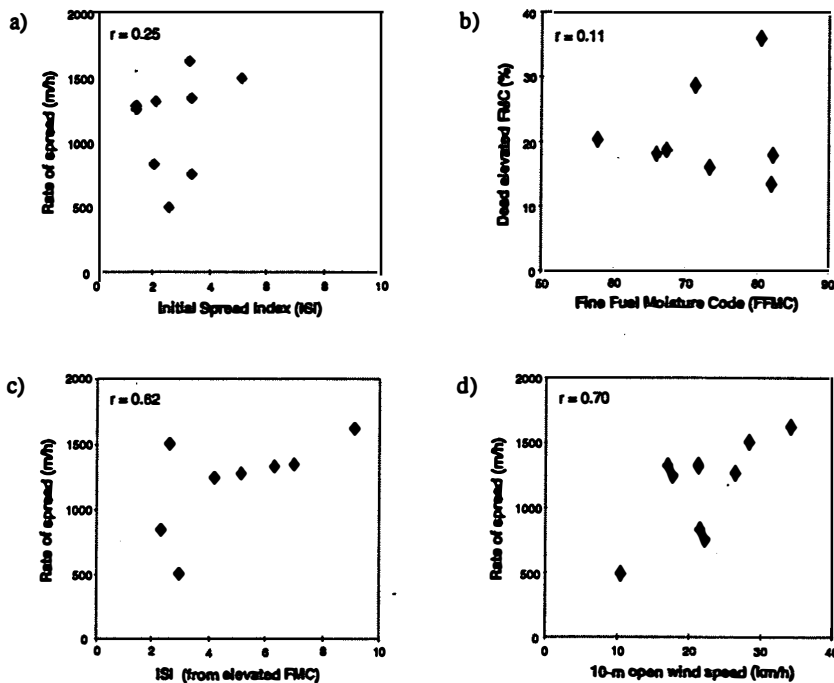 a)
r = 0.25
2000
1500
1000
500
0
0 2 4 6 8 10
Rate of spread (m/h)
Initial Spread Index (ISI)
b)
r = 0.11
40
30
20
10
0
50 60 70 80 90
Dead elevated FMC (%)
Fine Fuel Moisture Code (FFMC)
c)
r = 0.62
2000
1500
1000
500
0
0 2 4 6 8 10
Rate of spread (m/h)
ISI (from elevated FMC)
d)
r = 0.70
2000
1500
1000
500
0
0 10 20 30 40
Rate of spread (m/h)
10-m open wind speed (km/h)